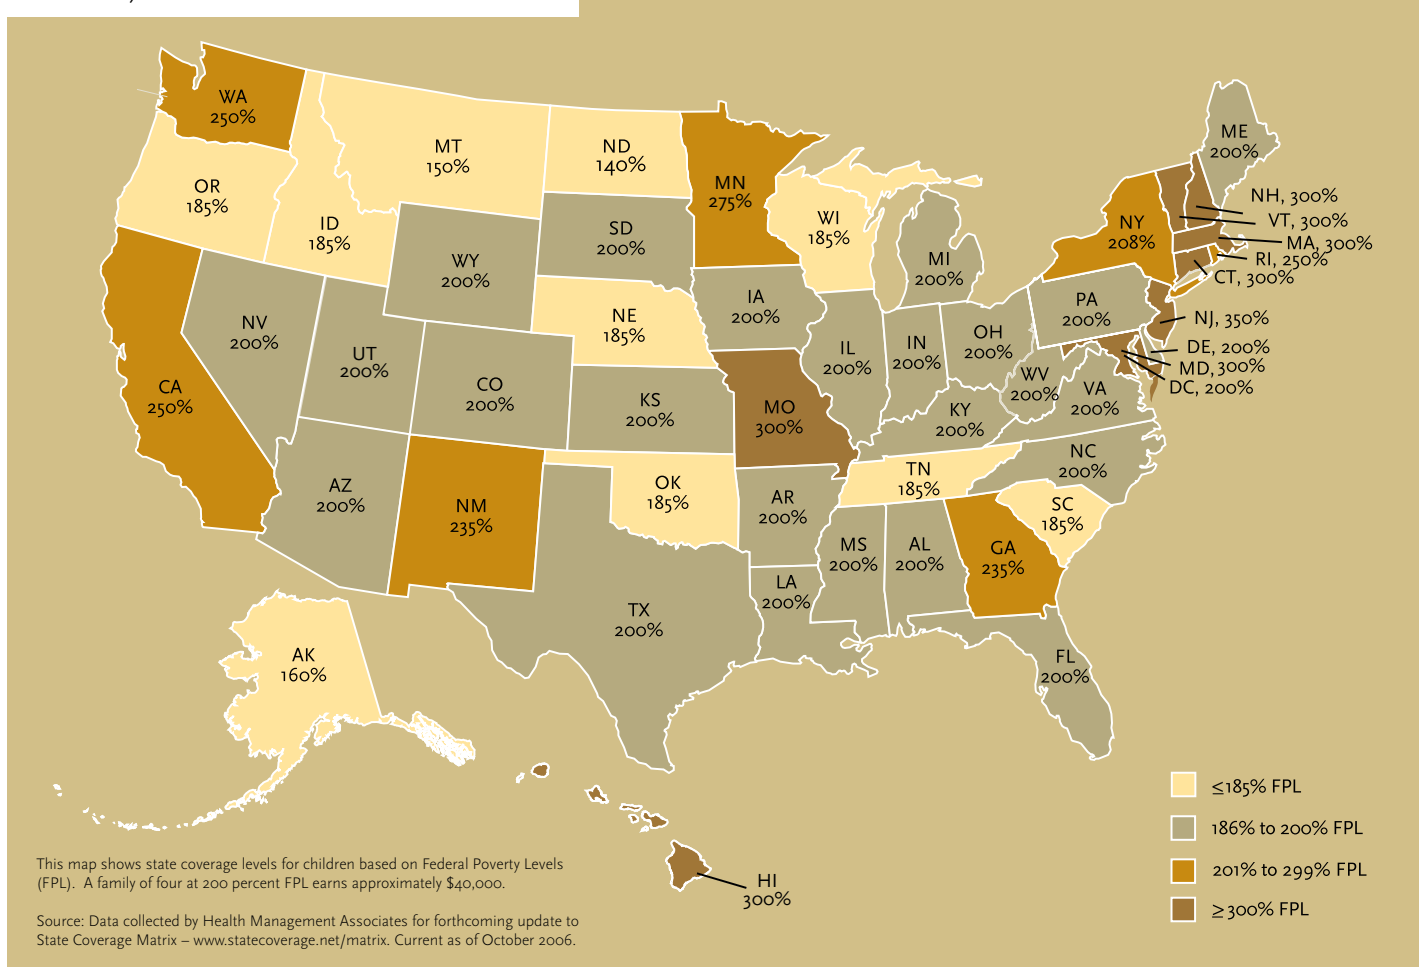 WA
250%
OR
185%
CA
250%
ID
185%
NV
200%
MT
150%
WY
200%
UT
200%
AZ
200%
CO
200%
NM
235%
ND
140%
SD
200%
NE
185%
KS
200%
OK
185%
TX
200%
MN
275%
IA
200%
MO
300%
AR
200%
LA
200%
WI
185%
IL
200%
MI
200%
IN
200%
OH
200%
KY
200%
TN
185%
MS
200%
AL
200%
GA
235%
FL
200%
SC
185%
NC
200%
VA
200%
WV
200%
PA
200%
NY
208%
ME
200%
NH, 300%
VT, 300%
MA, 300%
RI, 250%
CT, 300%
NJ, 350%
DE, 200%
MD, 300%
DC, 200%
AK
160%
HI
300%
≤185% FPL
186% to 200% FPL
201% to 299% FPL
≥300% FPL
This map shows state coverage levels for children based on Federal Poverty Levels
(FPL). A family of four at 200 percent FPL earns approximately $40,000.
Source: Data collected by Health Management Associates for forthcoming update to
State Coverage Matrix – www.statecoverage.net/matrix. Current as of October 2006.